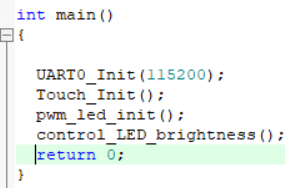 int main()
{
UART0_Init(115200);
Touch_Init();
pwm_led_init();
control_LED_brightness();
return 0;
}